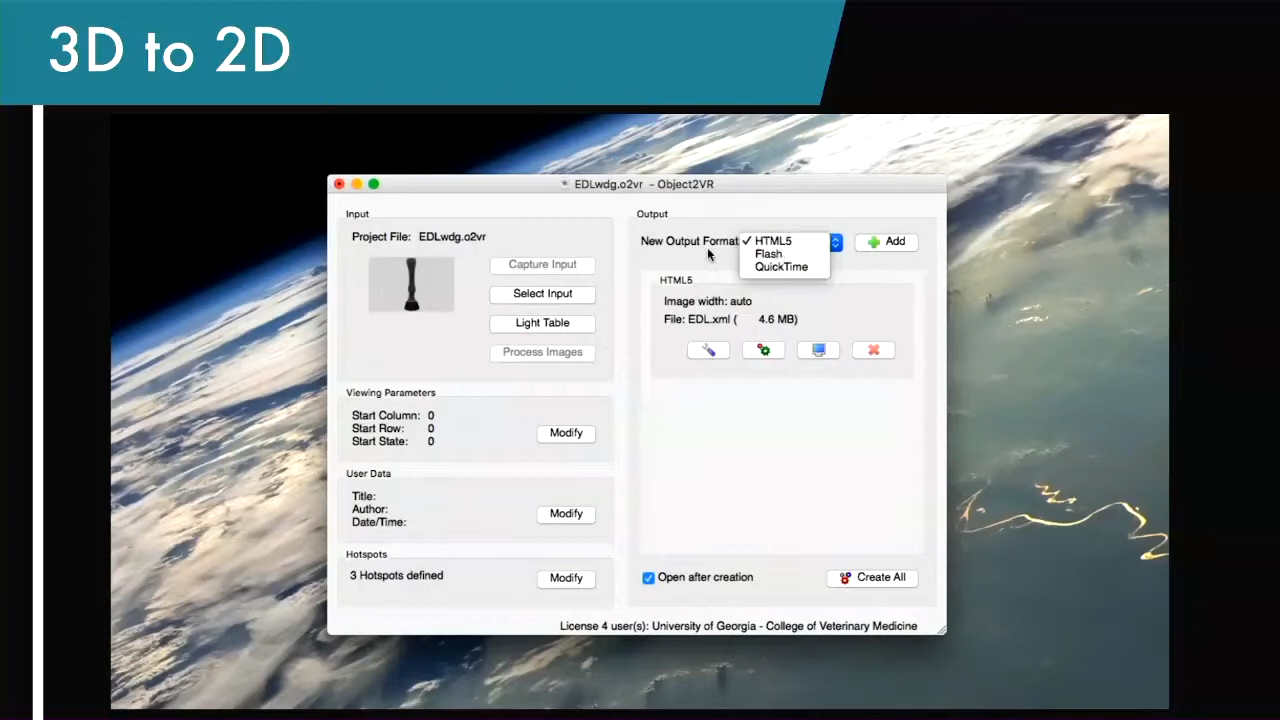 3D to 2D
EDLwdg.o2vr - Object2VR
Input
Project File: EDLwdg.o2vr
Capture Input
Select Input
Light Table
Process Images
Viewing Parameters
Start Column: 0
Start Row: 0
Start State: 0
Modify
User Data
Title:
Author:
Date/Time:
Modify
Hotspots
3 Hotspots defined
Modify
Output
New Output Format
✓ HTML5
Flash
QuickTime
Add
HTML5
Image width: auto
File: EDL.xml ( 4.6 MB)
Open after creation
Create All
License 4 user(s): University of Georgia - College of Veterinary Medicine